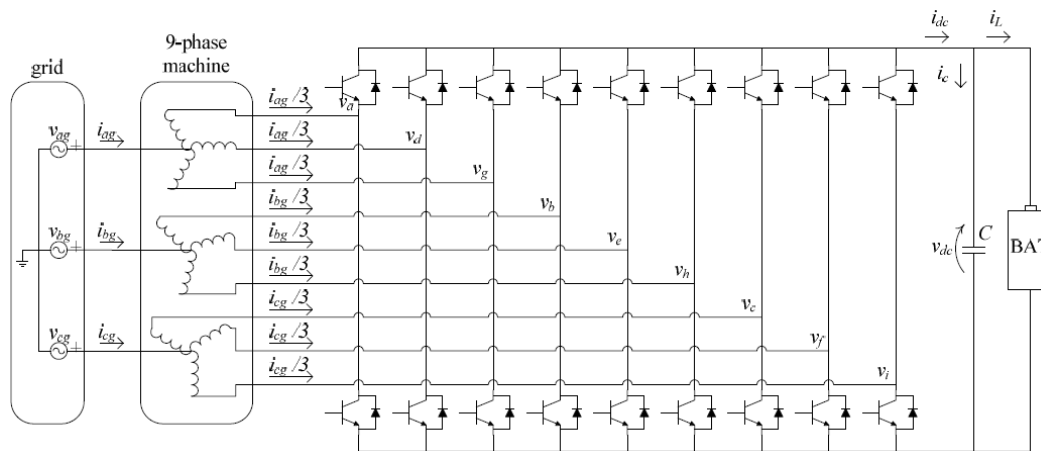 9-phase
machine
grid
v_ag
i_ag
v_bg
i_bg
v_cg
i_cg
i_ag/3
i_ag/3
i_ag/3
i_bg/3
i_bg/3
i_bg/3
i_cg/3
i_cg/3
i_cg/3
v_a
v_d
v_g
v_b
v_e
v_h
v_c
v_f
v_i
i_dc
i_L
i_c
v_dc
C
BAT